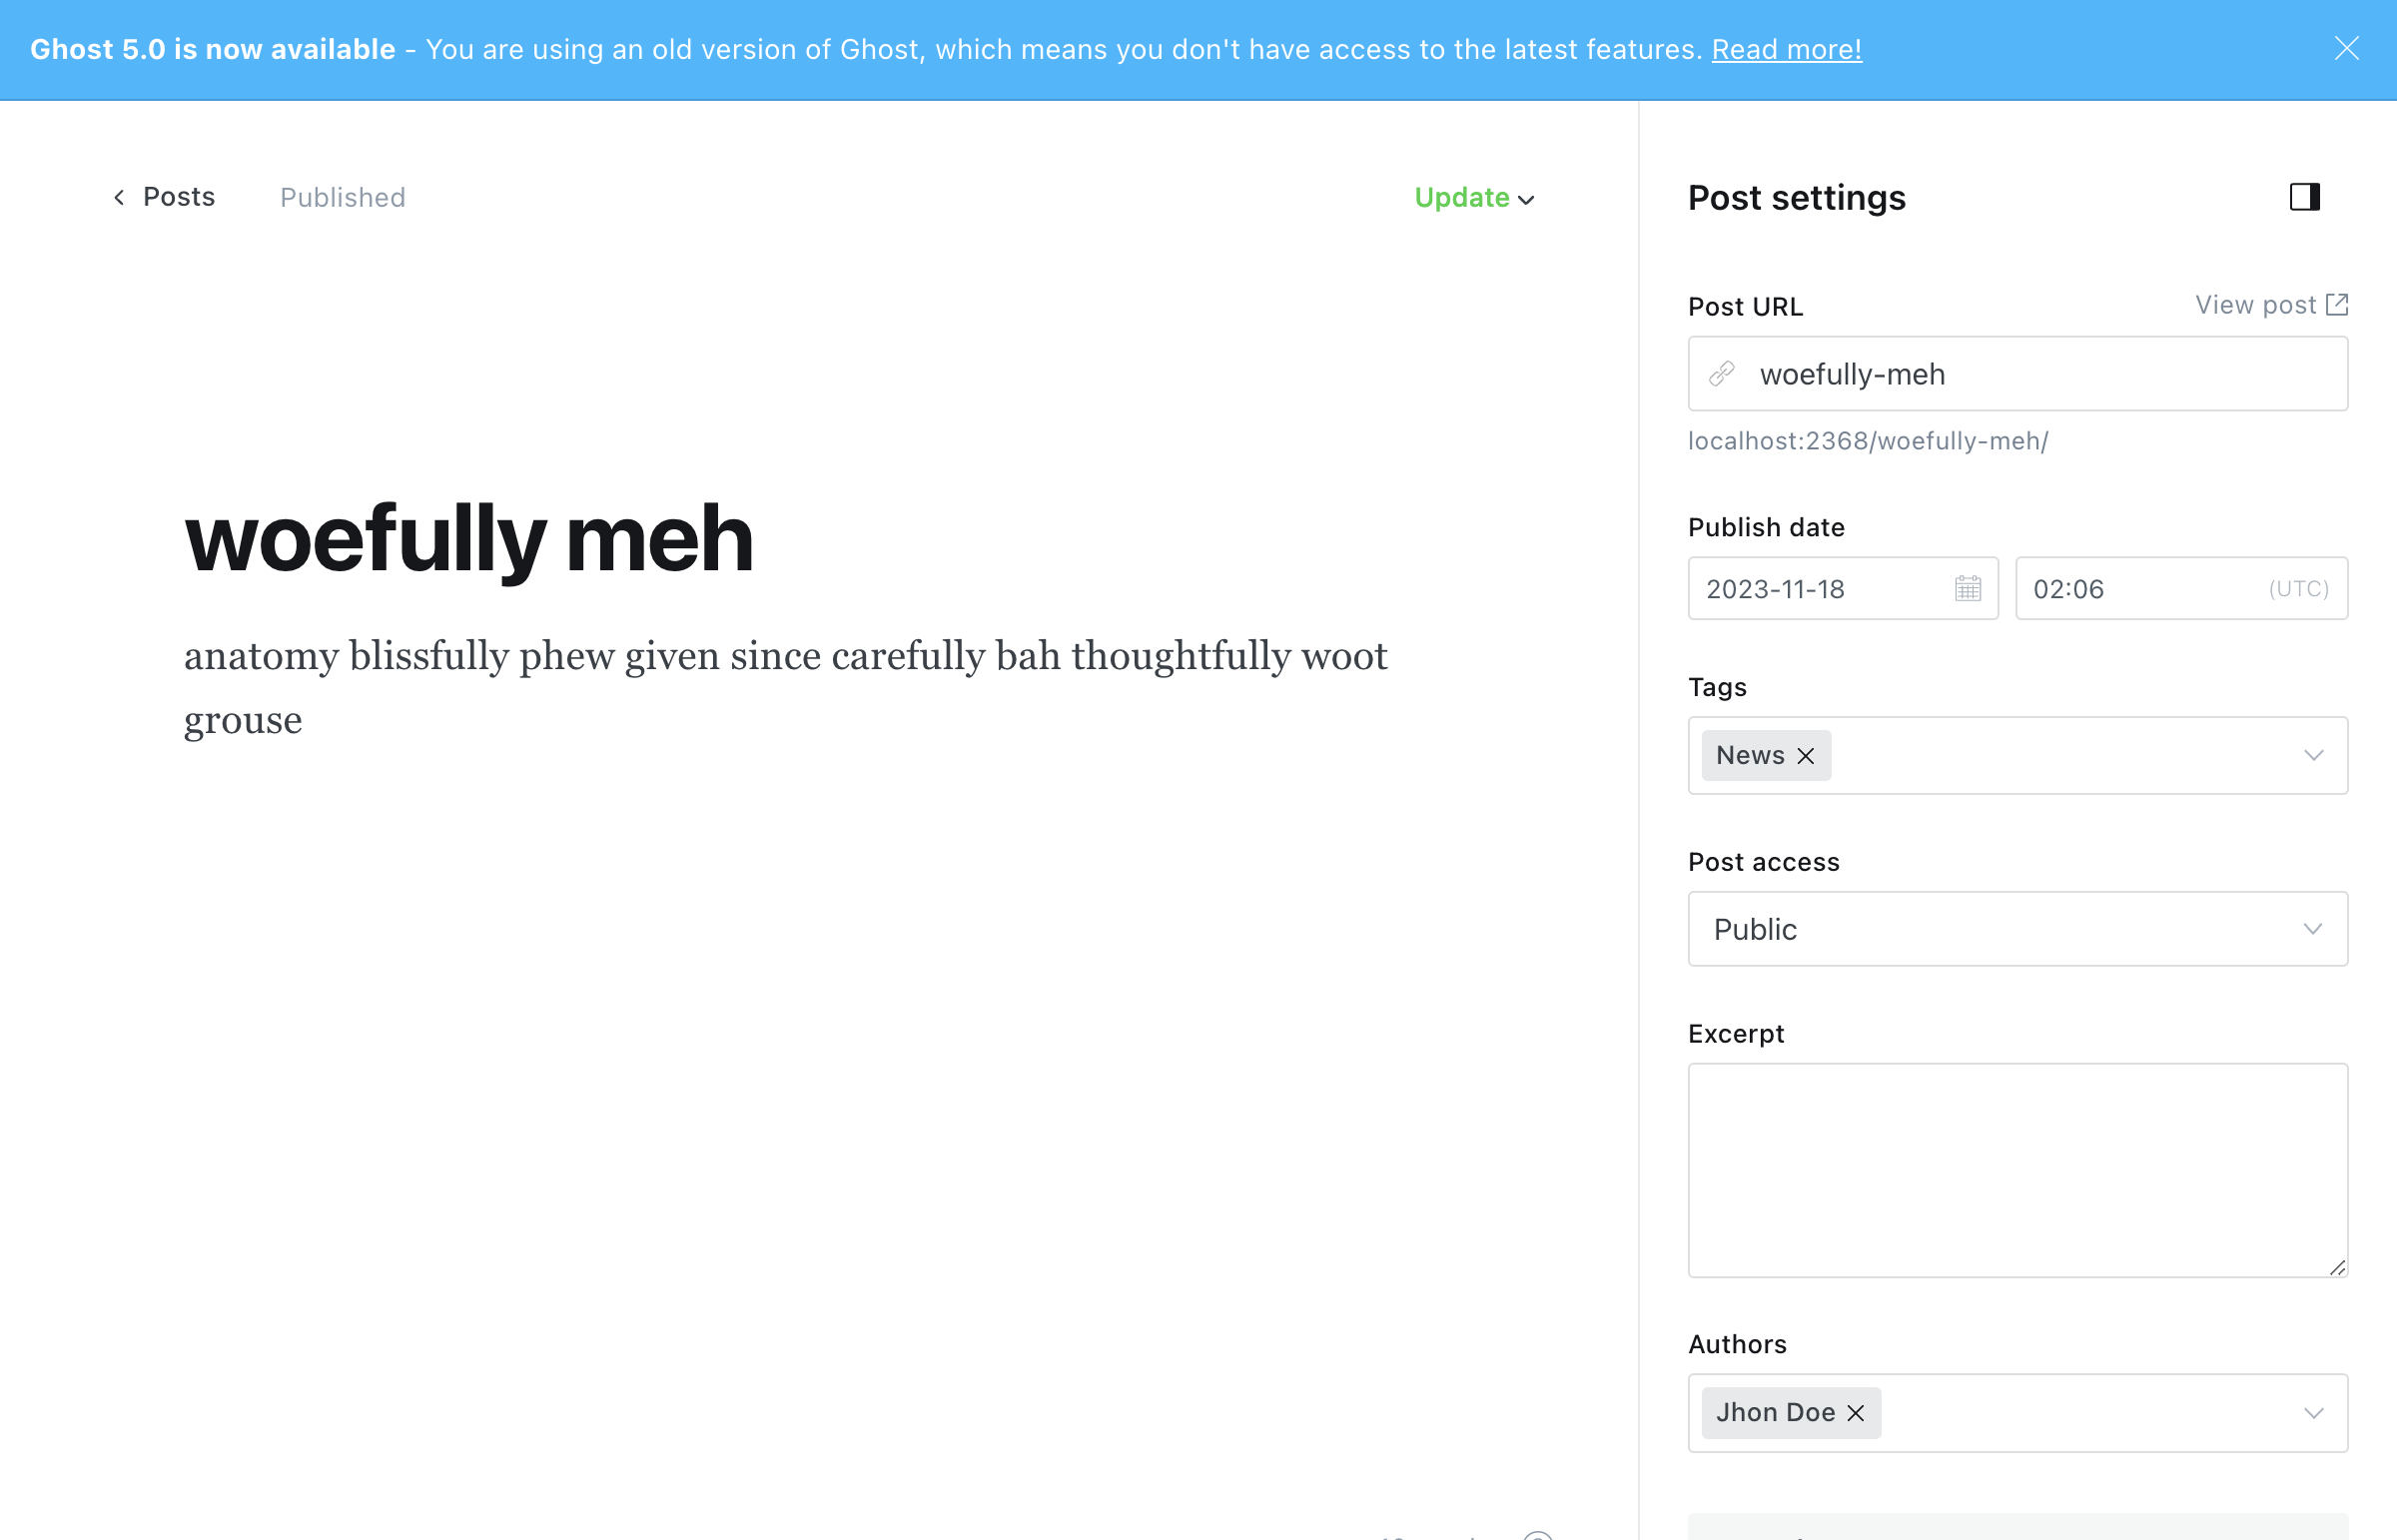 Ghost 5.0 is now available - You are using an old version of Ghost, which means you don't have access to the latest features. Read more!
Posts
Published
Update
Post settings
Post URL
View post
woefully-meh
localhost:2368/woefully-meh/
woefully meh
anatomy blissfully phew given since carefully bah thoughtfully woot
grouse
Publish date
2023-11-18
02:06
(UTC)
Tags
News
Post access
Public
Excerpt
Authors
Jhon Doe